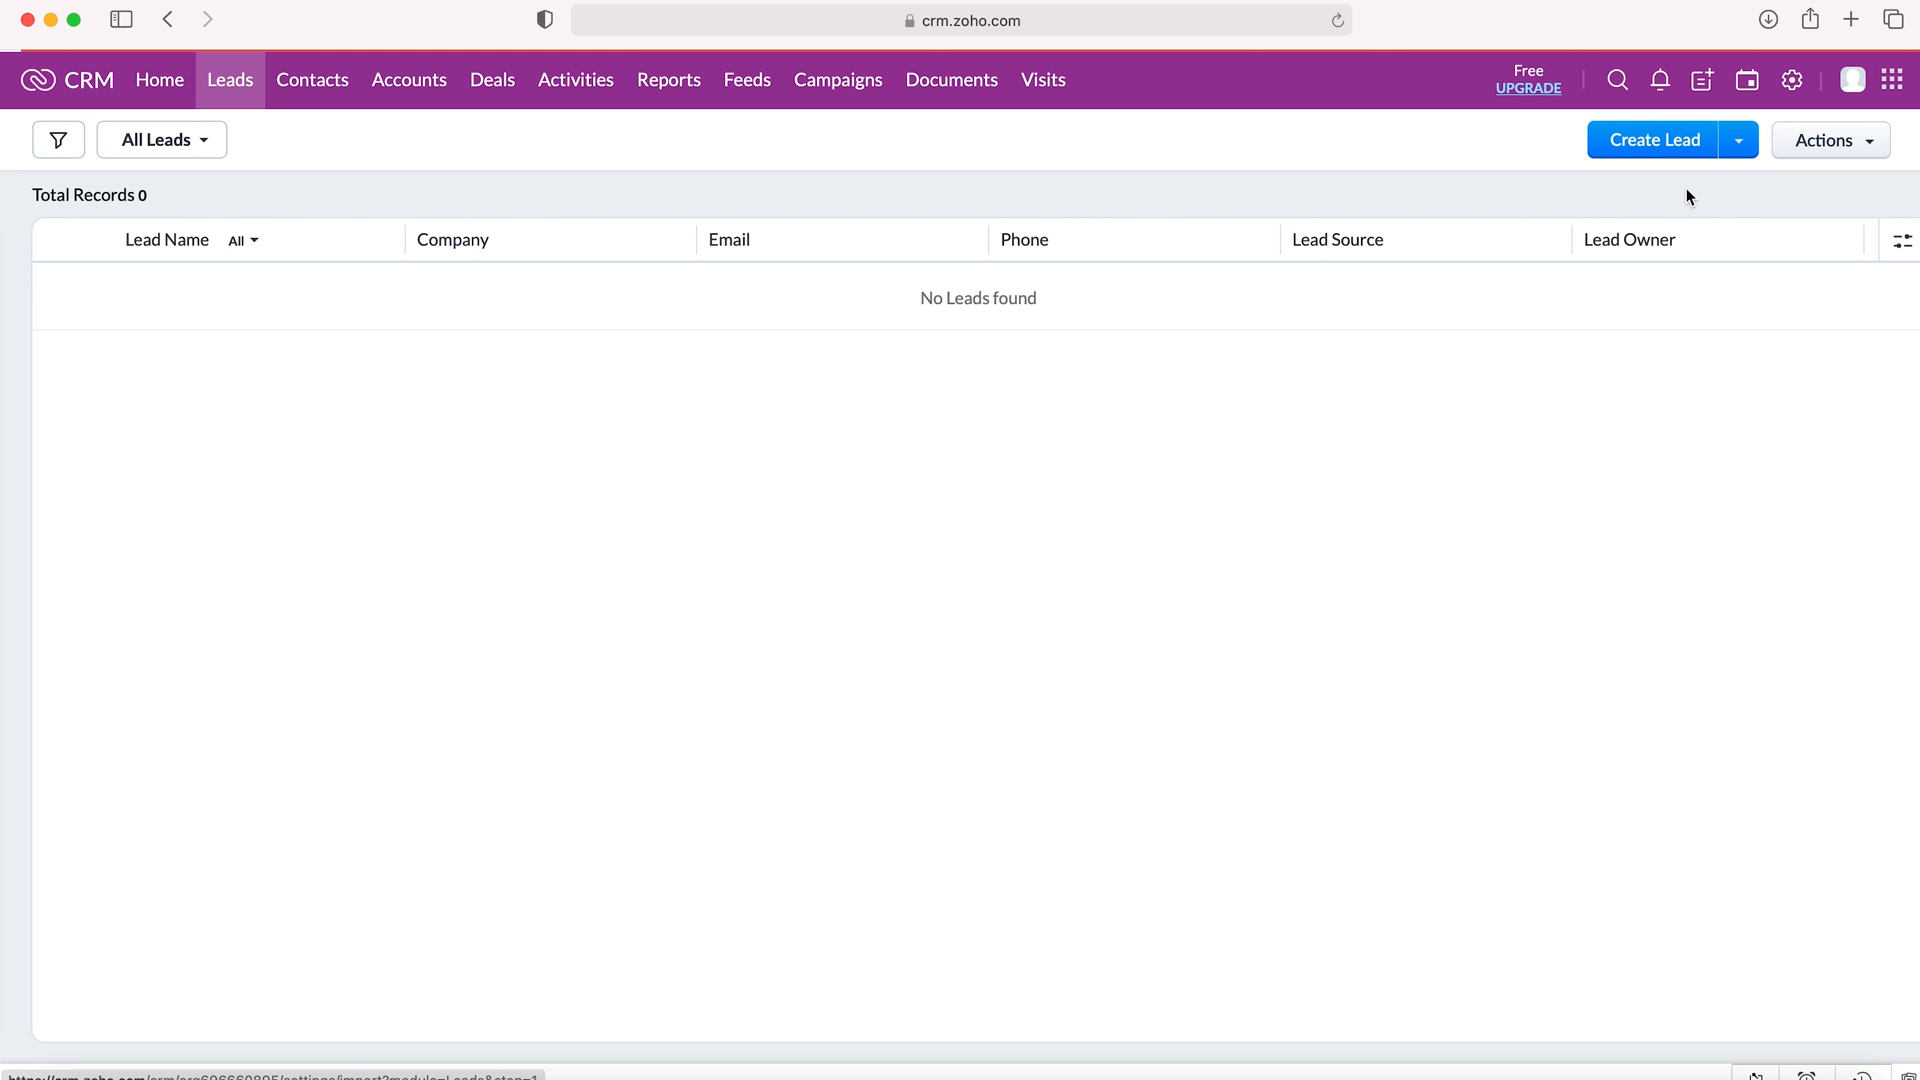 crm.zoho.com
CRM Home Leads Contacts Accounts Deals Activities Reports Feeds Campaigns Documents Visits Free
UPGRADE
All Leads Create Lead Actions
Total Records 0
Lead Name All Company Email Phone Lead Source Lead Owner
No Leads found